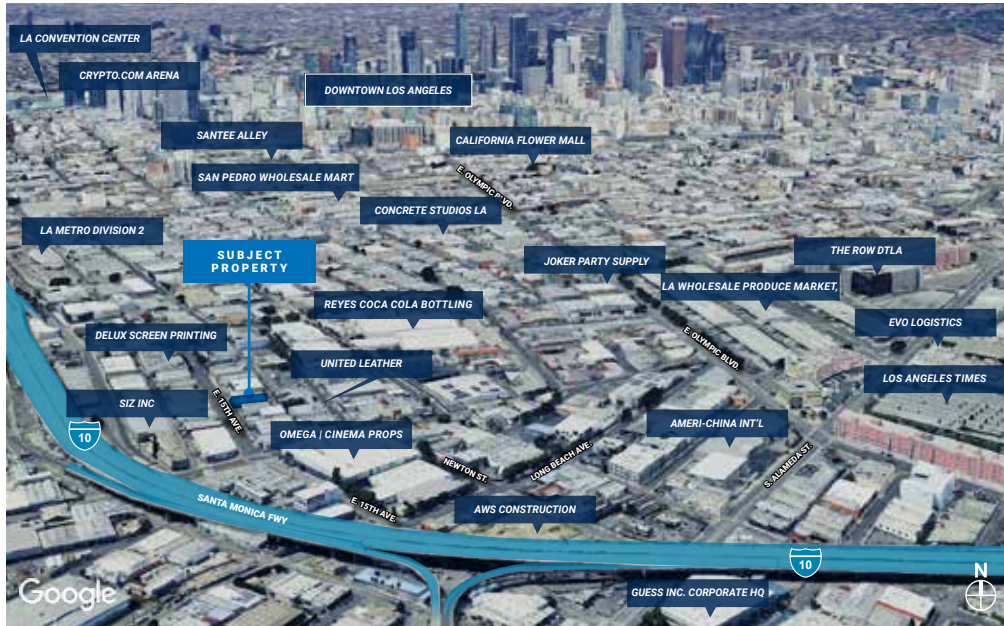 LA CONVENTION CENTER
CRYPTO.COM ARENA
DOWNTOWN LOS ANGELES
SANTEE ALLEY
CALIFORNIA FLOWER MALL
SAN PEDRO WHOLESALE MART
E. OLYMPIC BLVD.
CONCRETE STUDIOS LA
LA METRO DIVISION 2
SUBJECT
PROPERTY
JOKER PARTY SUPPLY
THE ROW DTLA
LA WHOLESALE PRODUCE MARKET,
REYES COCA COLA BOTTLING
EVO LOGISTICS
DELUX SCREEN PRINTING
E. OLYMPIC BLVD.
UNITED LEATHER
LOS ANGELES TIMES
SIZ INC
E. 15TH AVE.
AMERI-CHINA INT'L
OMEGA | CINEMA PROPS
10
NEWTON ST.
LONG BEACH AVE.
S. ALAMEDA ST.
SANTA MONICA FWY
E. 15TH AVE.
AWS CONSTRUCTION
10
N
Google
GUESS INC. CORPORATE HQ